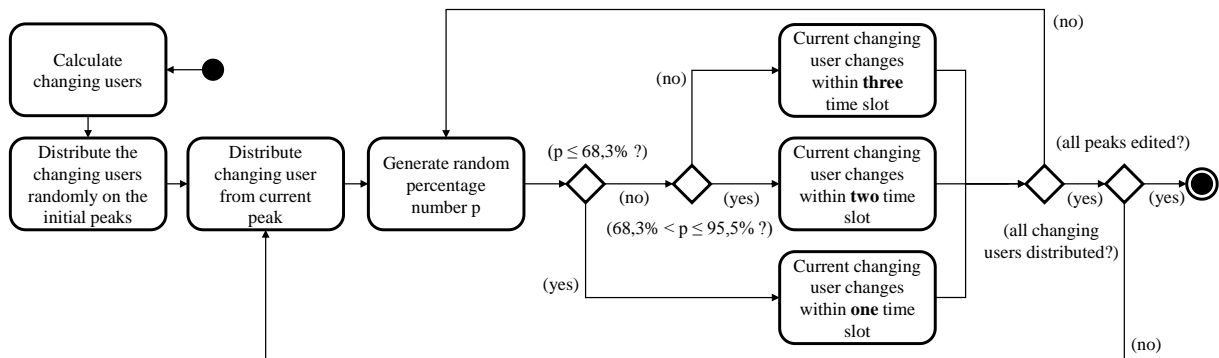 Calculate
changing users
Distribute the
changing users
randomly on the
initial peaks
Distribute
changing user
from current
peak
Generate random
percentage
number p
(p ≤ 68,3% ?)
(no)
(yes)
(68,3% < p ≤ 95,5% ?)
(no)
(yes)
Current changing
user changes
within three
time slot
Current changing
user changes
within two time
slot
Current changing
user changes
within one time
slot
(no)
(yes)
(all changing
users distributed?)
(all peaks edited?)
(yes)
(no)